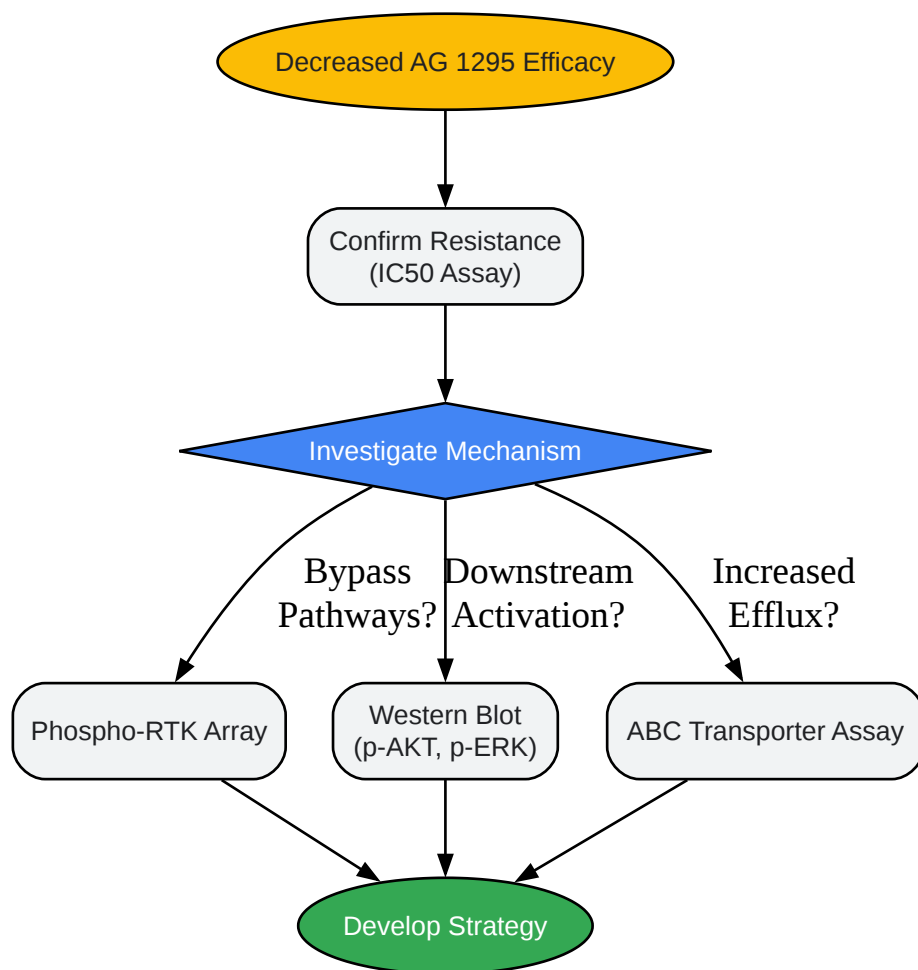 Decreased AG 1295 Efficacy
Confirm Resistance
(IC50 Assay)
Investigate Mechanism
Bypass
Pathways?
Downstream
Activation?
Increased
Efflux?
Phospho-RTK Array
Western Blot
(p-AKT, p-ERK)
ABC Transporter Assay
Develop Strategy